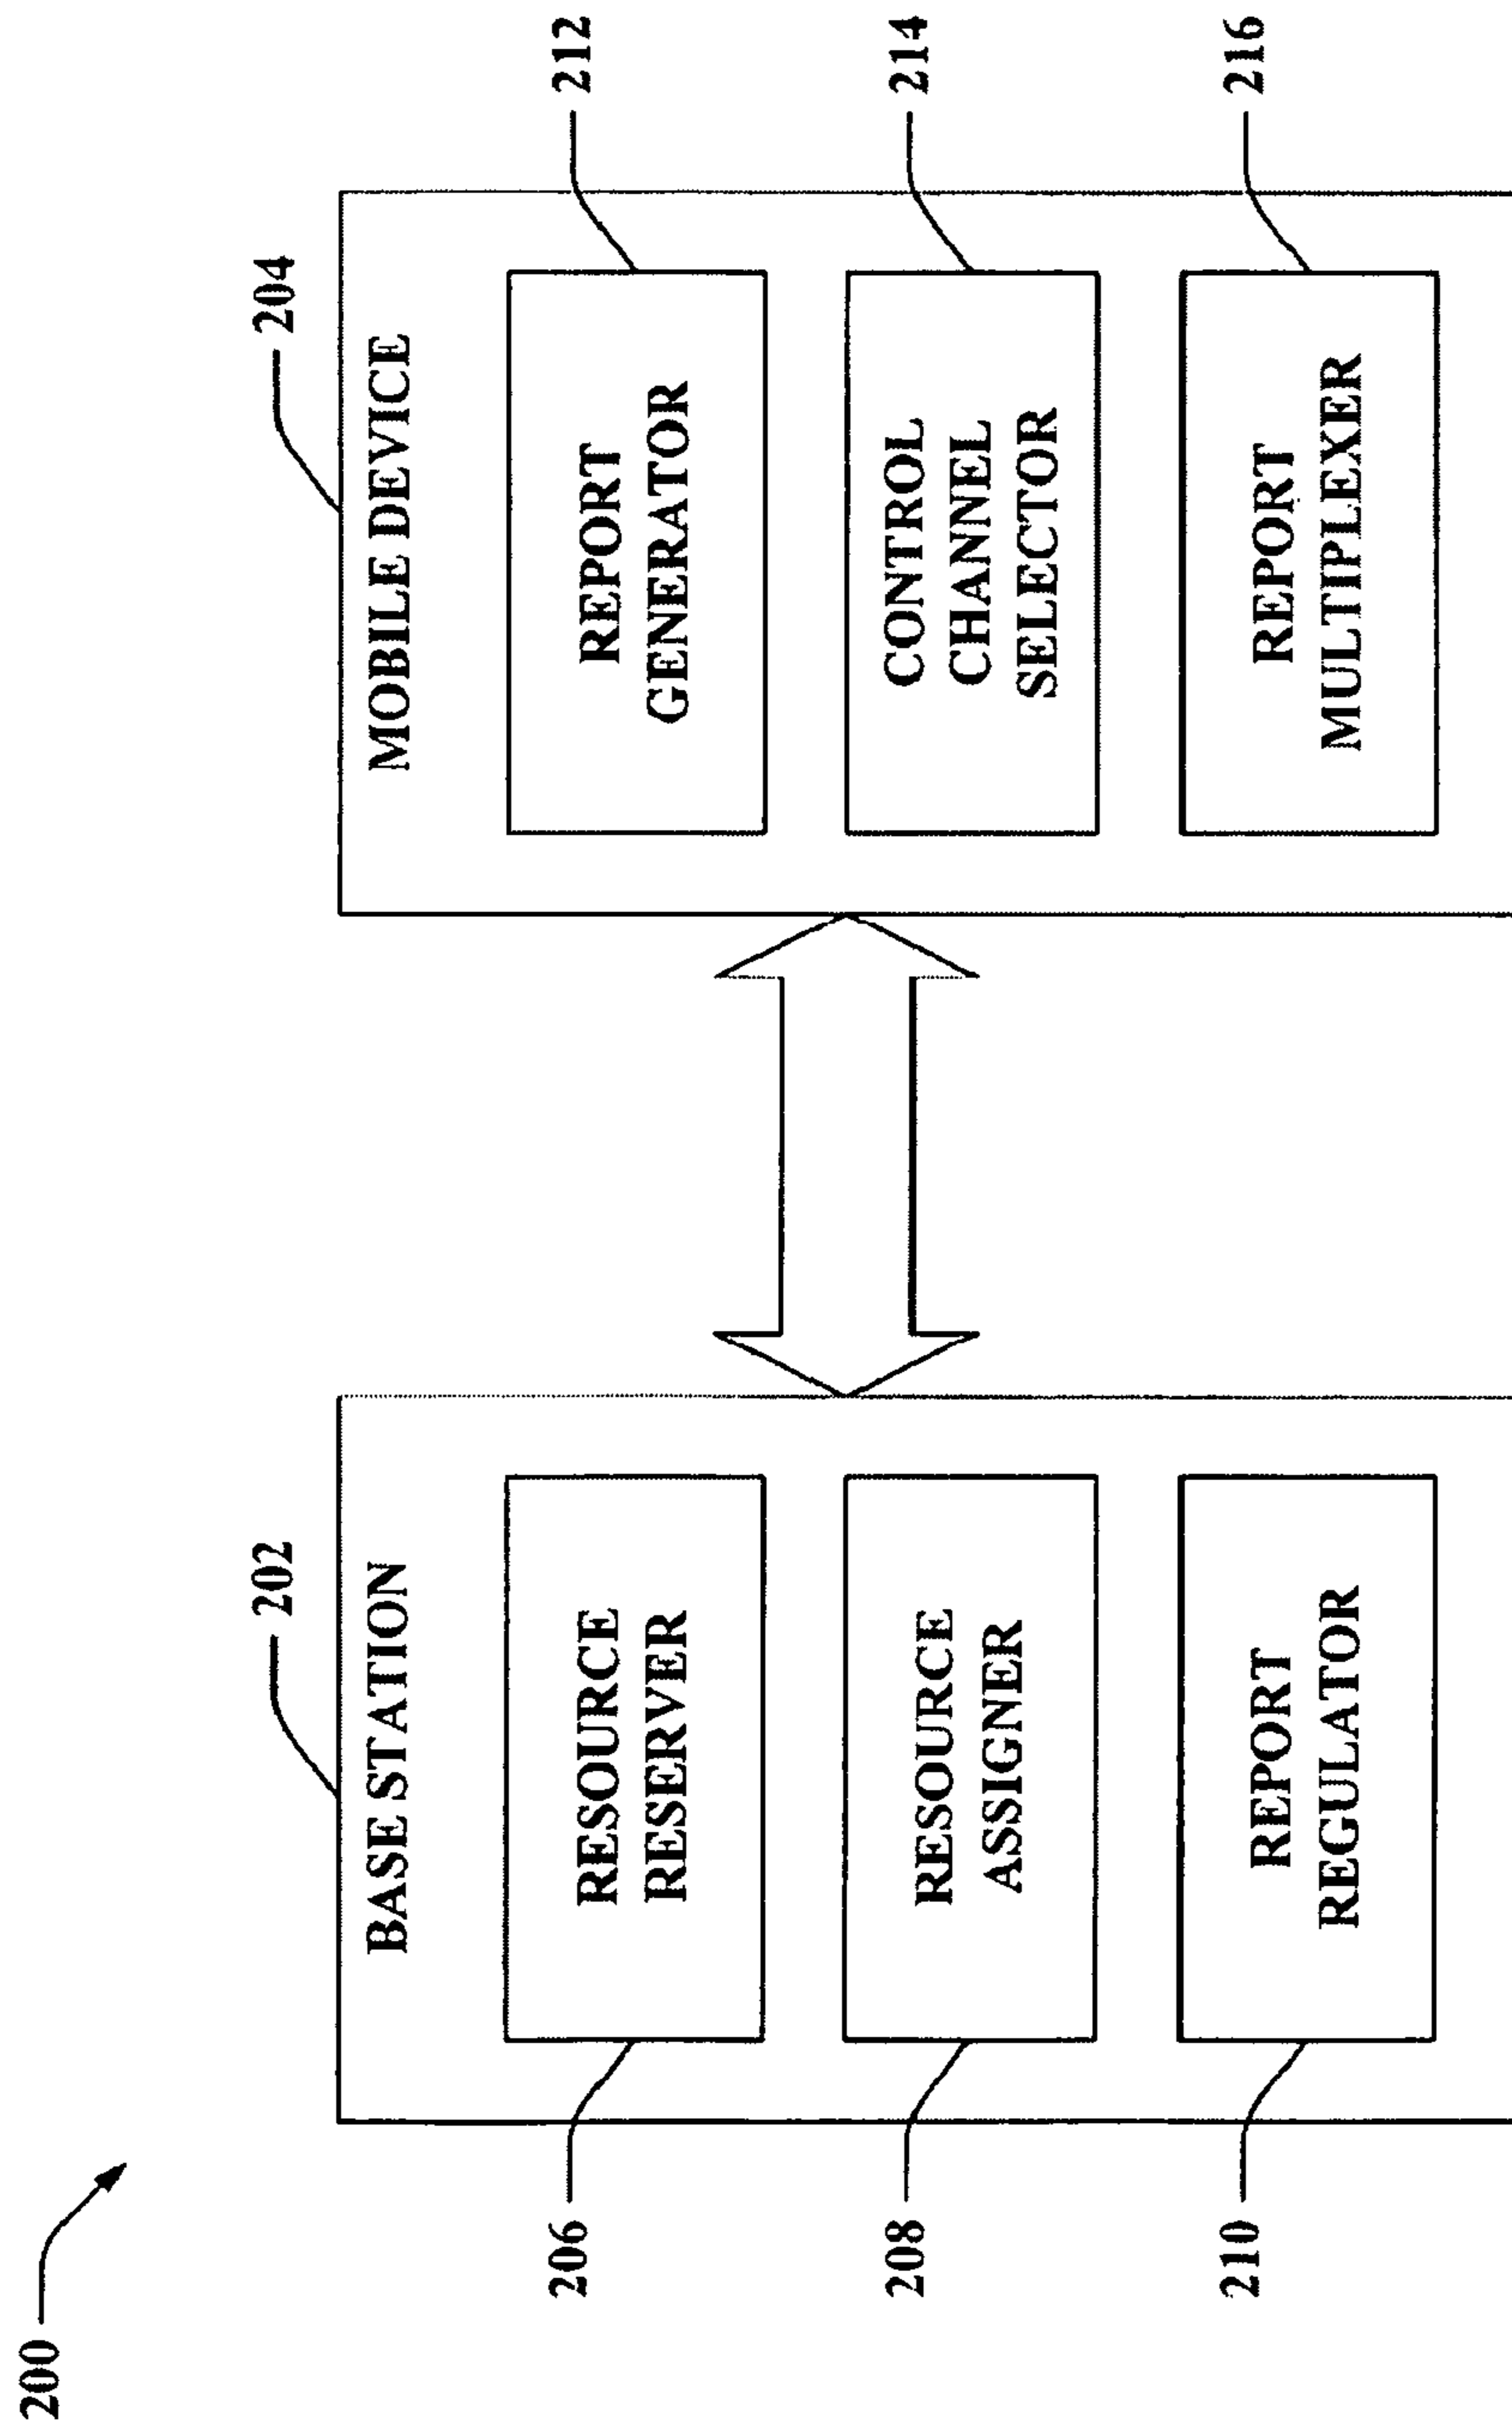 200
202
BASE STATION
206
RESOURCE
RESERVER
208
RESOURCE
ASSIGNER
210
REPORT
REGULATOR
204
MOBILE DEVICE
REPORT
GENERATOR
212
CONTROL
CHANNEL
SELECTOR
214
REPORT
MULTIPLEXER
216